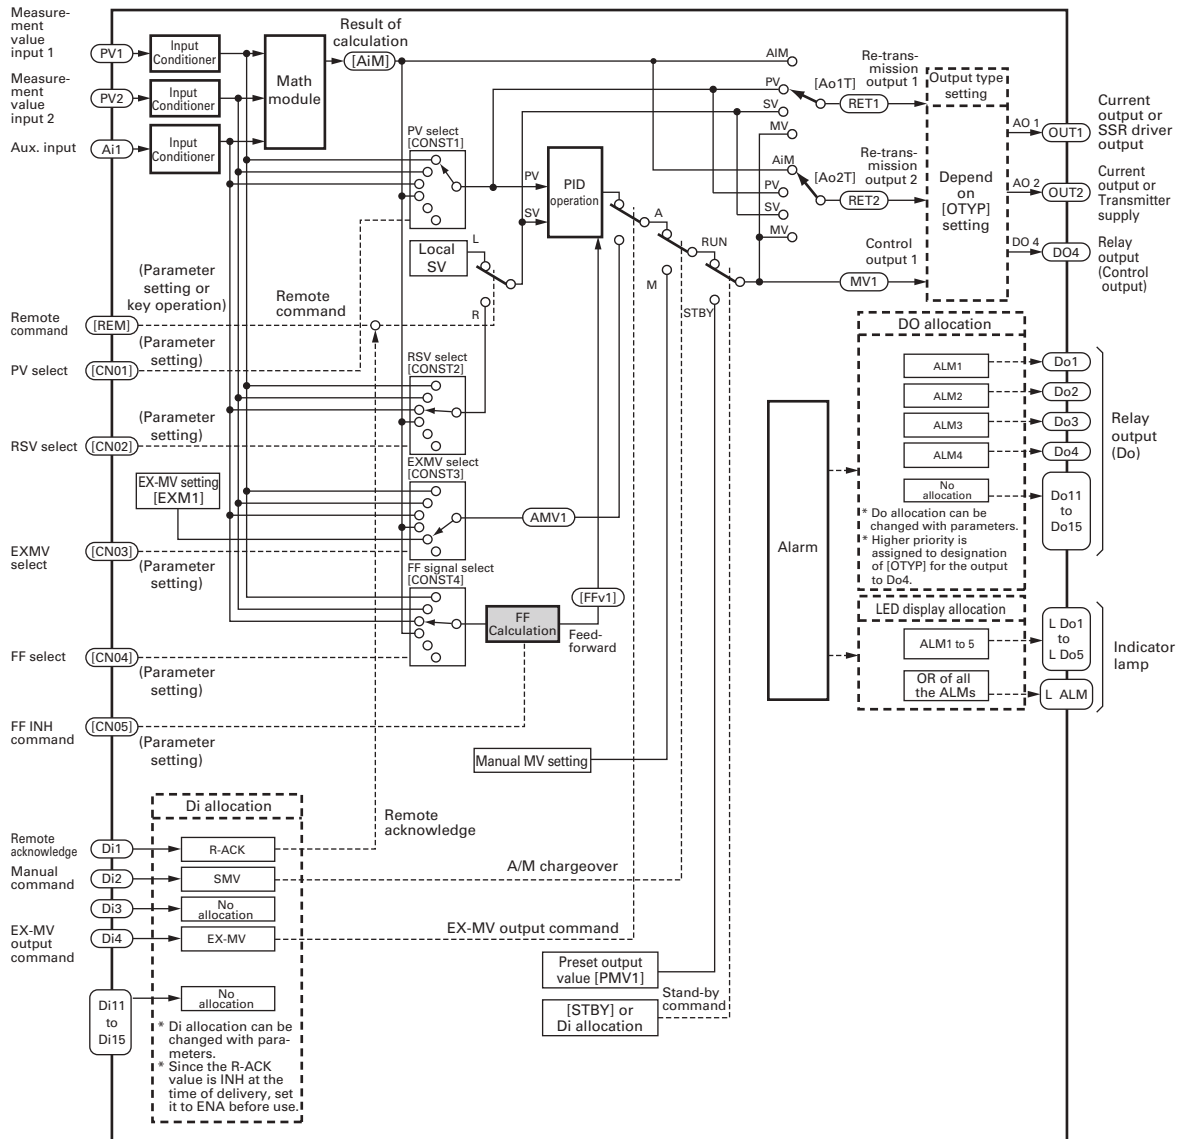 Measure-
ment
value
input 1
PV1
Input
Conditioner
Measure-
ment
value
input 2
PV2
Input
Conditioner
Aux. input
Ai1
Input
Conditioner
Math
module
Result of
calculation
[AiM]
PV select
[CONST1]
PV
SV
PID
operation
Local
SV
L
R
A
M
RUN
STBY
AIM
PV
SV
MV
[Ao1T]
Re-trans-
mission
output 1
RET1
AiM
PV
SV
MV
[Ao2T]
Re-trans-
mission
output 2
RET2
Control
output 1
MV1
Output type
setting
Depend
on
[OTYP]
setting
AO 1
OUT1
Current
output or
SSR driver
output
AO 2
OUT2
Current
output or
Transmitter
supply
DO 4
DO4
Relay
output
(Control
output)
(Parameter
setting or
key operation)
Remote
command
Remote
command
[REM]
(Parameter
setting)
PV select
[CN01]
RSV select
[CONST2]
(Parameter
setting)
RSV select
[CN02]
EXMV select
[CONST3]
EX-MV setting
[EXM1]
AMV1
EXMV
select
[CN03]
(Parameter
setting)
FF signal select
[CONST4]
FF
Calculation
[FFv1]
Feed-
forward
FF select
[CN04]
(Parameter
setting)
FF INH
command
[CN05]
(Parameter
setting)
Manual MV setting
DO allocation
ALM1
Do1
ALM2
Do2
ALM3
Do3
ALM4
Do4
No
allocation
Do11
to
Do15
Relay
output
(Do)
* Do allocation can be
changed with parameters.
* Higher priority is
assigned to designation
of [OTYP] for the output
to Do4.
Alarm
LED display allocation
ALM1 to 5
L Do1
to
L Do5
OR of all
the ALMs
L ALM
Indicator
lamp
Di allocation
Remote
acknowledge
Remote
acknowledge
Di1
R-ACK
Manual
command
Di2
SMV
A/M chargeover
Di3
No
allocation
EX-MV
output
command
Di4
EX-MV
EX-MV output command
Preset output
value [PMV1]
[STBY] or
Di allocation
Stand-by
command
Di11
to
Di15
No
allocation
* Di allocation can be
changed with para-
meters.
* Since the R-ACK
value is INH at the
time of delivery, set
it to ENA before use.